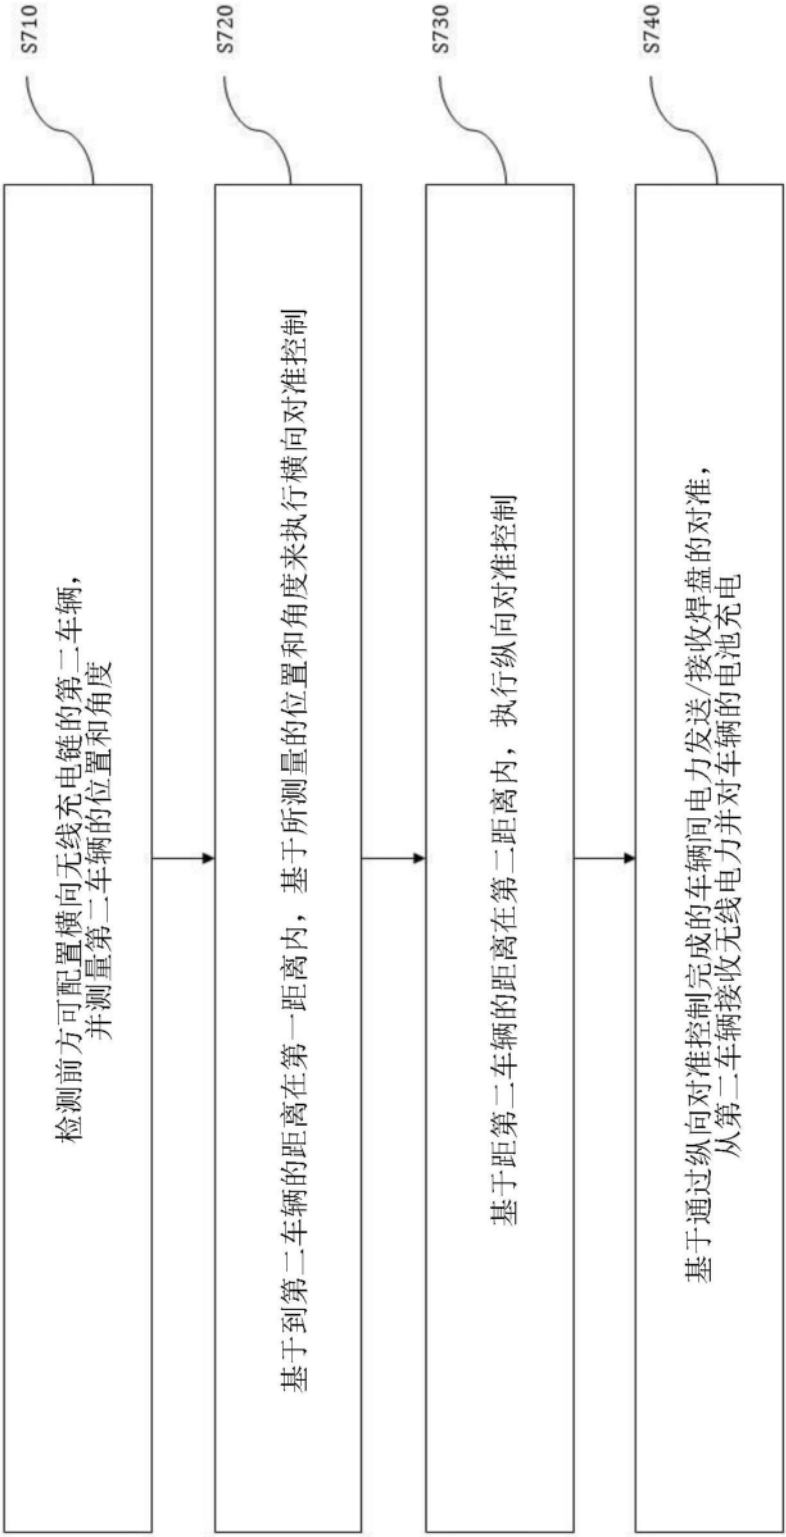 S710
检测前方可配置横向无线充电链的第二车辆，
并测量第二车辆的位置和角度
S720
基于到第二车辆的距离在第一距离内，基于所测量的位置和角度来执行横向对准控制
S730
基于距第二车辆的距离在第二距离内，执行纵向对准控制
S740
基于通过纵向对准控制完成的车辆间电力发送/接收焊盘的对准，
从第二车辆接收无线电力并对车辆的电池充电